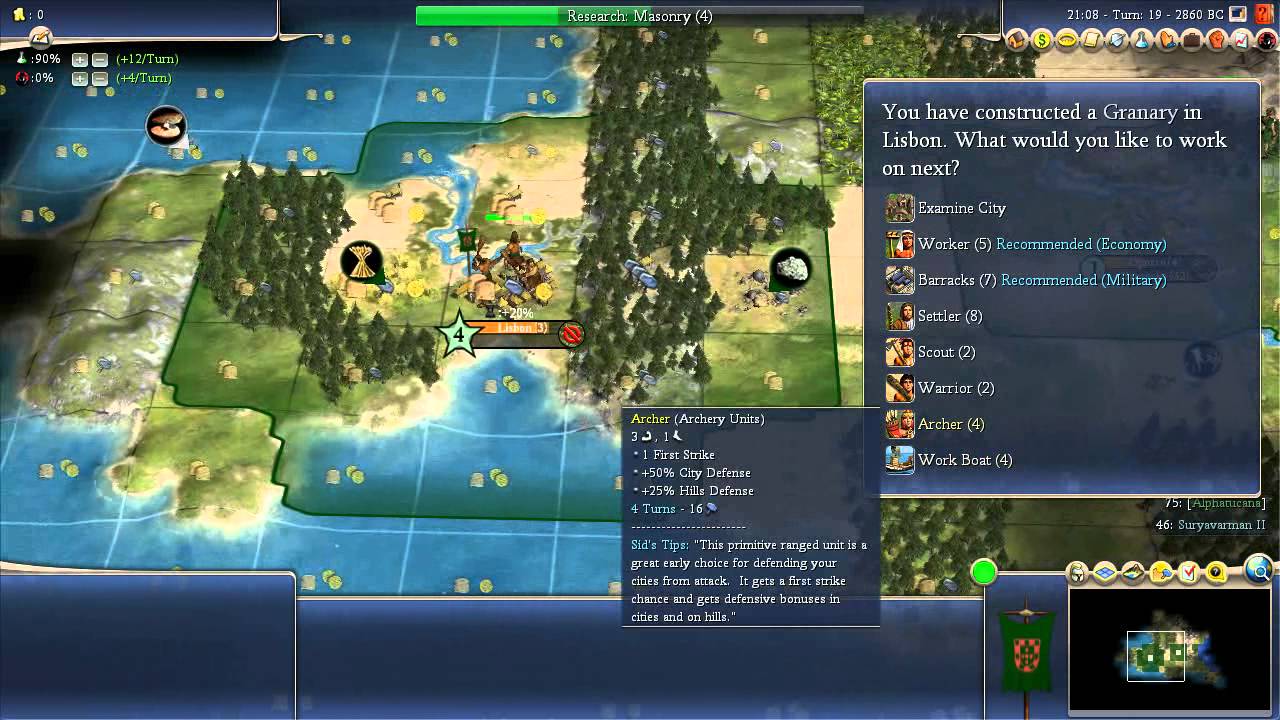 : 0
Research: Masonry (4)
21:08 - Turn: 19 - 2860 BC
:90% (+12/Turn)
:0% (+4/Turn)
You have constructed a Granary in
Lisbon. What would you like to work
on next?
Examine City
Worker (5) Recommended (Economy)
Barracks (7) Recommended (Military)
Settler (8)
Scout (2)
Warrior (2)
Archer (4)
Work Boat (4)
:+20%
4 Lisbon (3)
Archer (Archery Units)
3 , 1
1 First Strike
+50% City Defense
+25% Hills Defense
4 Turns - 16
-----------------------
Sid's Tips: "This primitive ranged unit is a
great early choice for defending your
cities from attack. It gets a first strike
chance and gets defensive bonuses in
cities and on hills."
75: [Alphaticana]
46: Suryavarman II